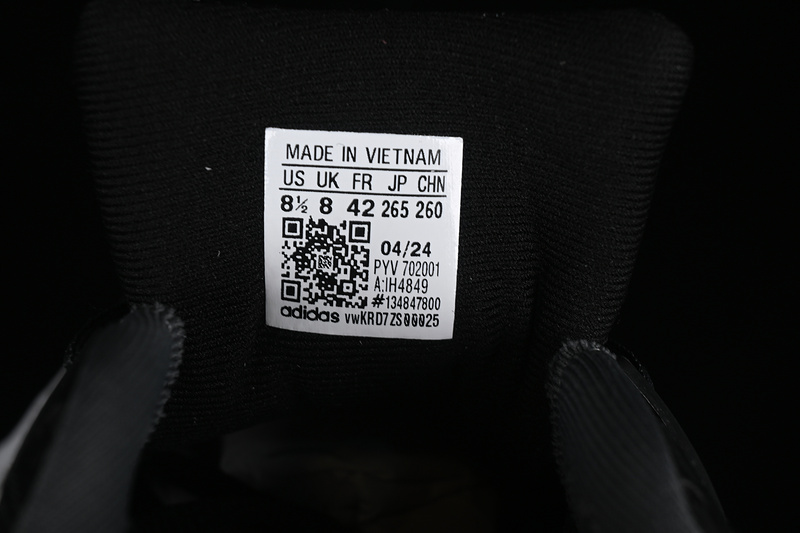 MADE IN VIETNAM
US UK FR JP CHN
8½ 8 42 265 260
04/24
PYV 702001
A:IH4849
#134847800
adidas vwKRD7ZS00025